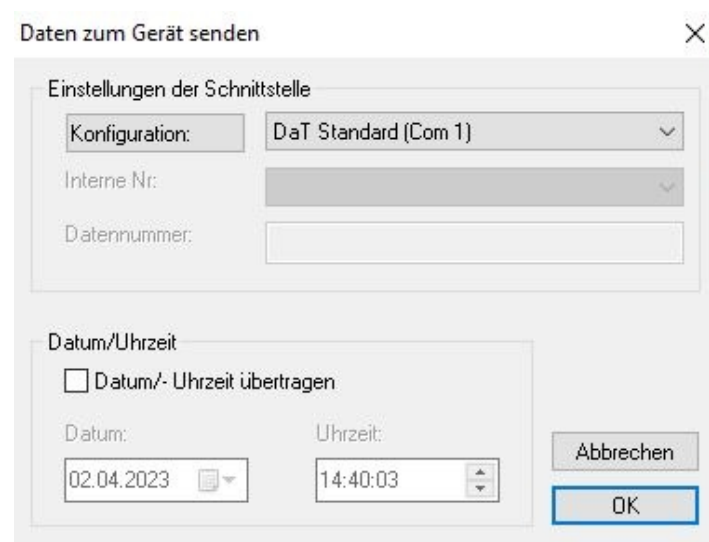 Daten zum Gerät senden
Einstellungen der Schnittstelle
Konfiguration: DaT Standard (Com 1)
Interne Nr:
Datennummer:
Datum/Uhrzeit
Datum/- Uhrzeit übertragen
Datum: Uhrzeit:
02.04.2023 14:40:03
Abbrechen
OK